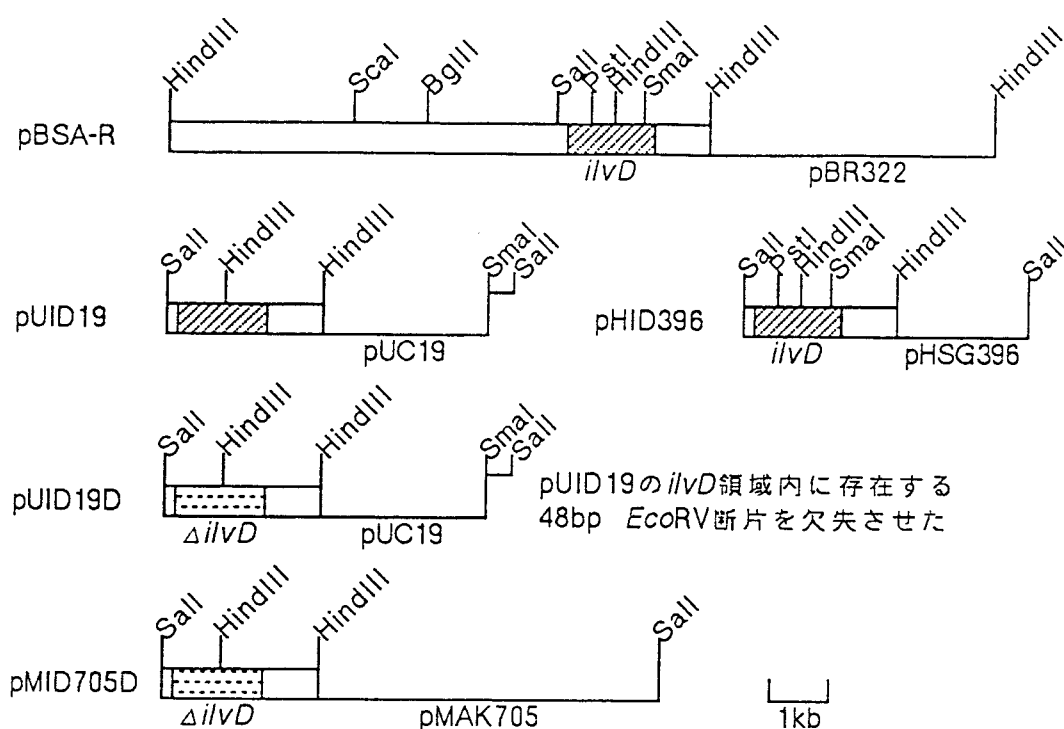 HindIII ScaI BglII SalI PstI HindIII SmaI HindIII HindIII
pBSA-R
ilvD pBR322
SalI HindIII HindIII SmaI SalI
pUID19
pUC19
SalI PstI HindIII SmaI HindIII SalI
pHID396
ilvD pHSG396
SalI HindIII HindIII SmaI SalI
pUID19D
△ilvD pUC19
pUID19のilvD領域内に存在する
48bp EcoRV断片を欠失させた
SalI HindIII HindIII SalI
pMID705D
△ilvD pMAK705
1kb